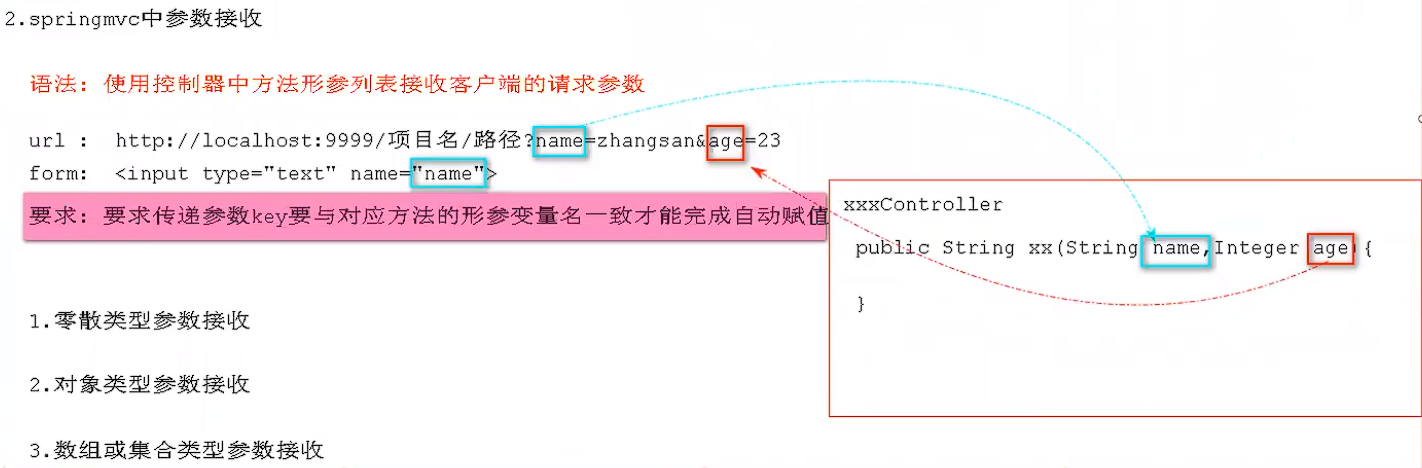 2.springmvc中参数接收
语法: 使用控制器中方法形参列表接收客户端的请求参数
url : http://localhost:9999/项目名/路径?name=zhangsan&age=23
form: <input type="text" name="name">
要求: 要求传递参数key要与对应方法的形参变量名一致才能完成自动赋值
xxxController
public String xx(String name,Integer age){
}
1.零散类型参数接收
2.对象类型参数接收
3.数组或集合类型参数接收